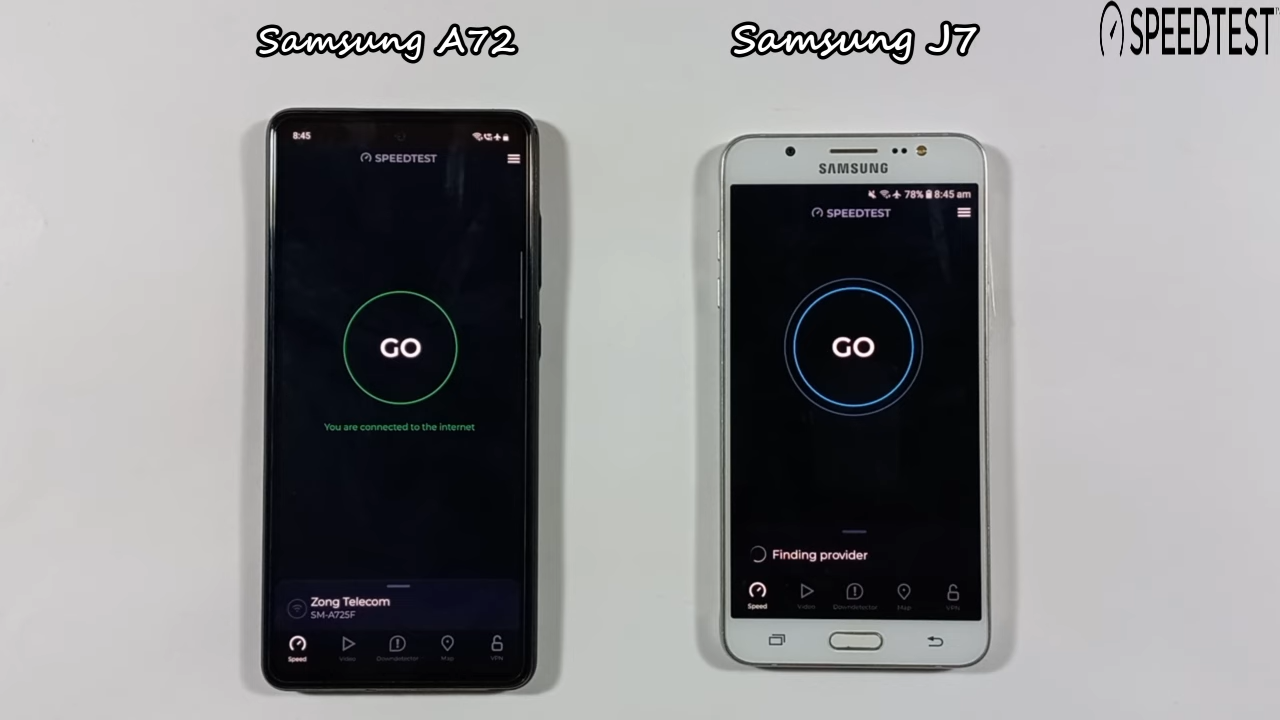 Samsung A72
Samsung J7
SPEEDTEST
8:45
SPEEDTEST
GO
You are connected to the internet
Zong Telecom
SM-A725F
Speed
Video
Downdetector
Map
VPN
SAMSUNG
78% 8:45 am
SPEEDTEST
GO
Finding provider
Speed
Video
Downdetector
Map
VPN